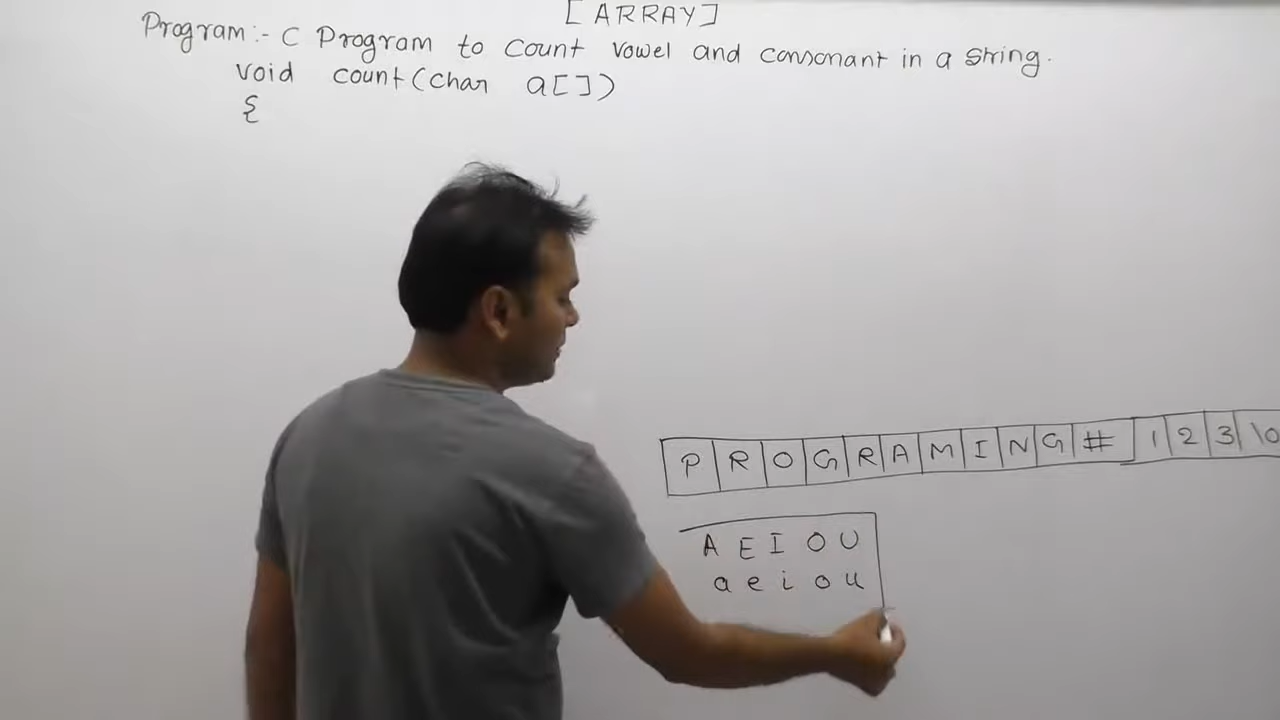 [ARRAY]
Program:- C Program to count vowel and consonant in a string.
void count(char a[])
{
P R O G R A M I N G # 1 2 3 \0
A E I O U
a e i o u